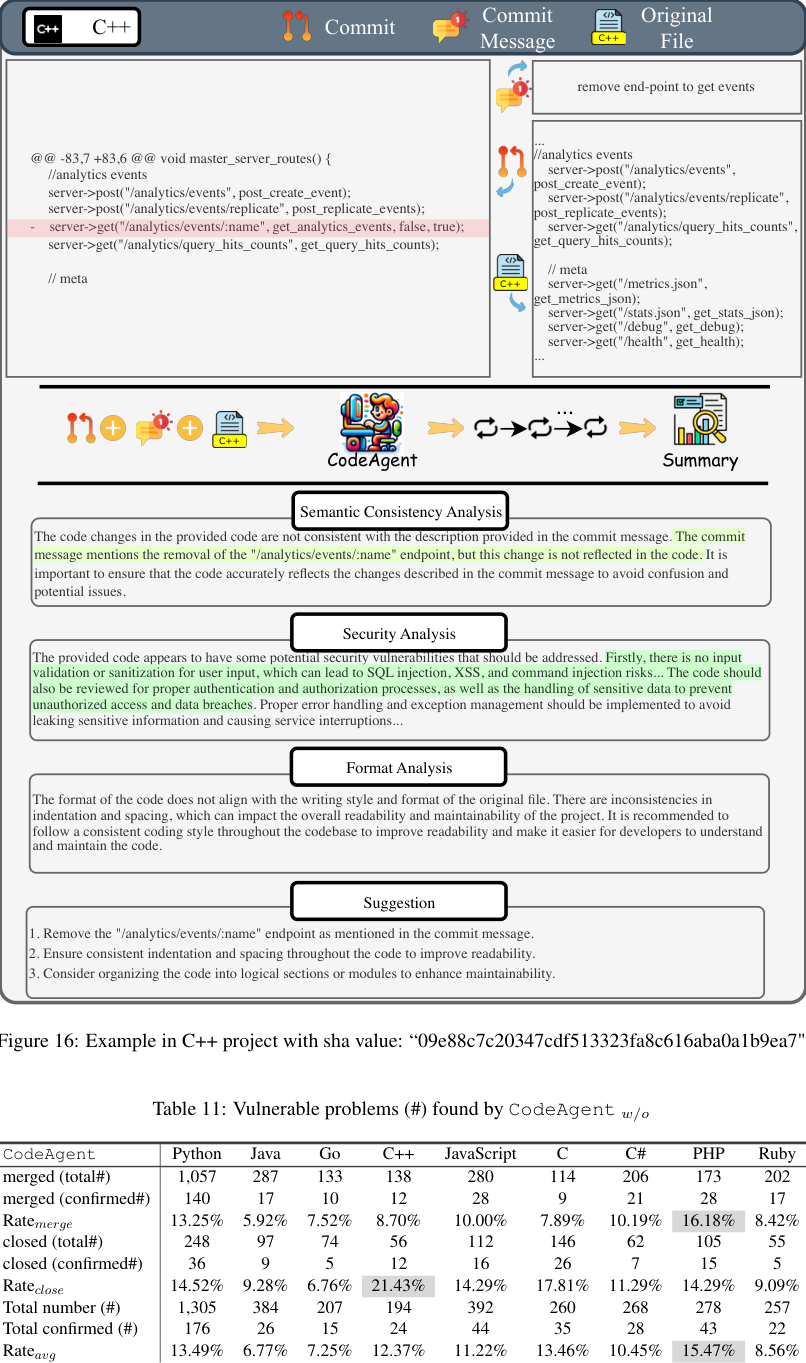 C++ C++ Commit Commit Message Original File
@@ -83,7 +83,6 @@ void master_server_routes() {
//analytics events
server->post("/analytics/events", post_create_event);
server->post("/analytics/events/replicate", post_replicate_events);
- server->get("/analytics/events/:name", get_analytics_events, false, true);
server->get("/analytics/query_hits_counts", get_query_hits_counts);
// meta
1
remove end-point to get events
C++
...
//analytics events
server->post("/analytics/events",
post_create_event);
server->post("/analytics/events/replicate",
post_replicate_events);
server->get("/analytics/query_hits_counts",
get_query_hits_counts);
// meta
server->get("/metrics.json",
get_metrics_json);
server->get("/stats.json", get_stats_json);
server->get("/debug", get_debug);
server->get("/health", get_health);
...
1 C++ ...
CodeAgent Summary
Semantic Consistency Analysis
The code changes in the provided code are not consistent with the description provided in the commit message. The commit
message mentions the removal of the "/analytics/events/:name" endpoint, but this change is not reflected in the code. It is
important to ensure that the code accurately reflects the changes described in the commit message to avoid confusion and
potential issues.
Security Analysis
The provided code appears to have some potential security vulnerabilities that should be addressed. Firstly, there is no input
validation or sanitization for user input, which can lead to SQL injection, XSS, and command injection risks... The code should
also be reviewed for proper authentication and authorization processes, as well as the handling of sensitive data to prevent
unauthorized access and data breaches. Proper error handling and exception management should be implemented to avoid
leaking sensitive information and causing service interruptions...
Format Analysis
The format of the code does not align with the writing style and format of the original file. There are inconsistencies in
indentation and spacing, which can impact the overall readability and maintainability of the project. It is recommended to
follow a consistent coding style throughout the codebase to improve readability and make it easier for developers to understand
and maintain the code.
Suggestion
1. Remove the "/analytics/events/:name" endpoint as mentioned in the commit message.
2. Ensure consistent indentation and spacing throughout the code to improve readability.
3. Consider organizing the code into logical sections or modules to enhance maintainability.
Figure 16: Example in C++ project with sha value: “09e88c7c20347cdf513323fa8c616aba0a1b9ea7"
Table 11: Vulnerable problems (#) found by CodeAgent w/o
CodeAgent Python Java Go C++ JavaScript C C# PHP Ruby
merged (total#) 1,057 287 133 138 280 114 206 173 202
merged (confirmed#) 140 17 10 12 28 9 21 28 17
Rate merge 13.25% 5.92% 7.52% 8.70% 10.00% 7.89% 10.19% 16.18% 8.42%
closed (total#) 248 97 74 56 112 146 62 105 55
closed (confirmed#) 36 9 5 12 16 26 7 15 5
Rate close 14.52% 9.28% 6.76% 21.43% 14.29% 17.81% 11.29% 14.29% 9.09%
Total number (#) 1,305 384 207 194 392 260 268 278 257
Total confirmed (#) 176 26 15 24 44 35 28 43 22
Rate avg 13.49% 6.77% 7.25% 12.37% 11.22% 13.46% 10.45% 15.47% 8.56%